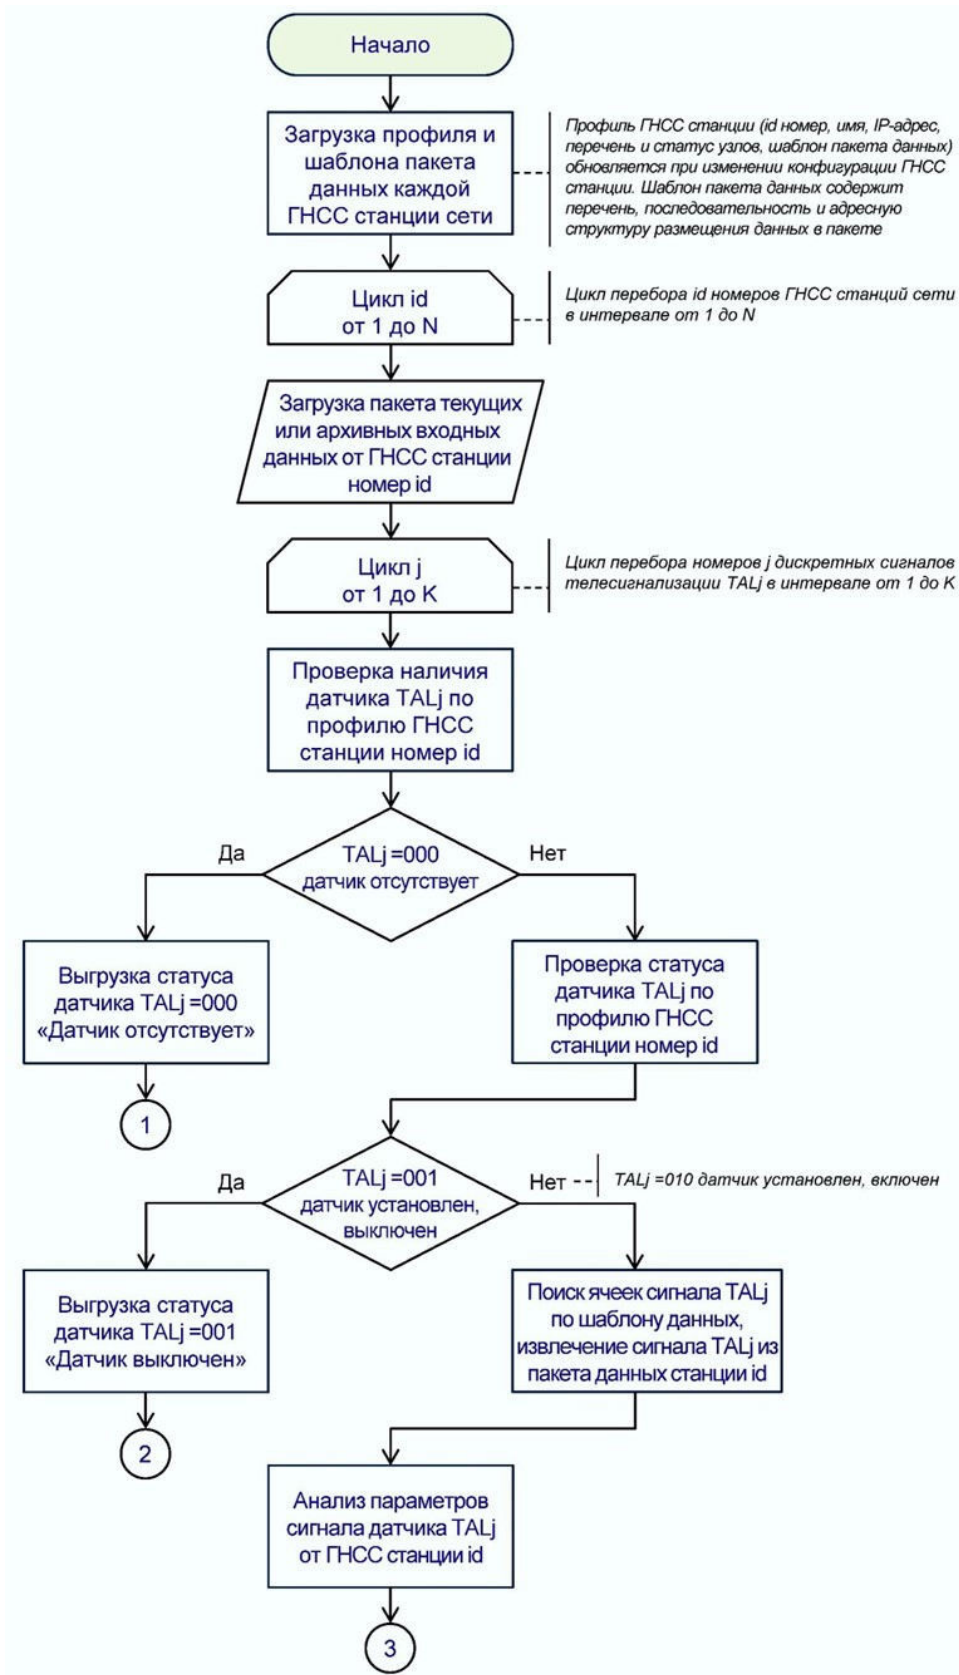 Начало
Загрузка профиля и
шаблона пакета
данных каждой
ГНСС станции сети
Профиль ГНСС станции (id номер, имя, IP-адрес,
перечень и статус узлов, шаблон пакета данных)
обновляется при изменении конфигурации ГНСС
станции. Шаблон пакета данных содержит
перечень, последовательность и адресную
структуру размещения данных в пакете
Цикл id
от 1 до N
Цикл перебора id номеров ГНСС станций сети
в интервале от 1 до N
Загрузка пакета текущих
или архивных входных
данных от ГНСС станции
номер id
Цикл j
от 1 до K
Цикл перебора номеров j дискретных сигналов
телесигнализации TALj в интервале от 1 до K
Проверка наличия
датчика TALj по
профилю ГНСС
станции номер id
Да
TALj =000
датчик отсутствует
Нет
Выгрузка статуса
датчика TALj =000
«Датчик отсутствует»
Проверка статуса
датчика TALj по
профилю ГНСС
станции номер id
1
Да
TALj =001
датчик установлен,
выключен
Нет
TALj =010 датчик установлен, включен
Выгрузка статуса
датчика TALj =001
«Датчик выключен»
Поиск ячеек сигнала TALj
по шаблону данных,
извлечение сигнала TALj из
пакета данных станции id
2
Анализ параметров
сигнала датчика TALj
от ГНСС станции id
3